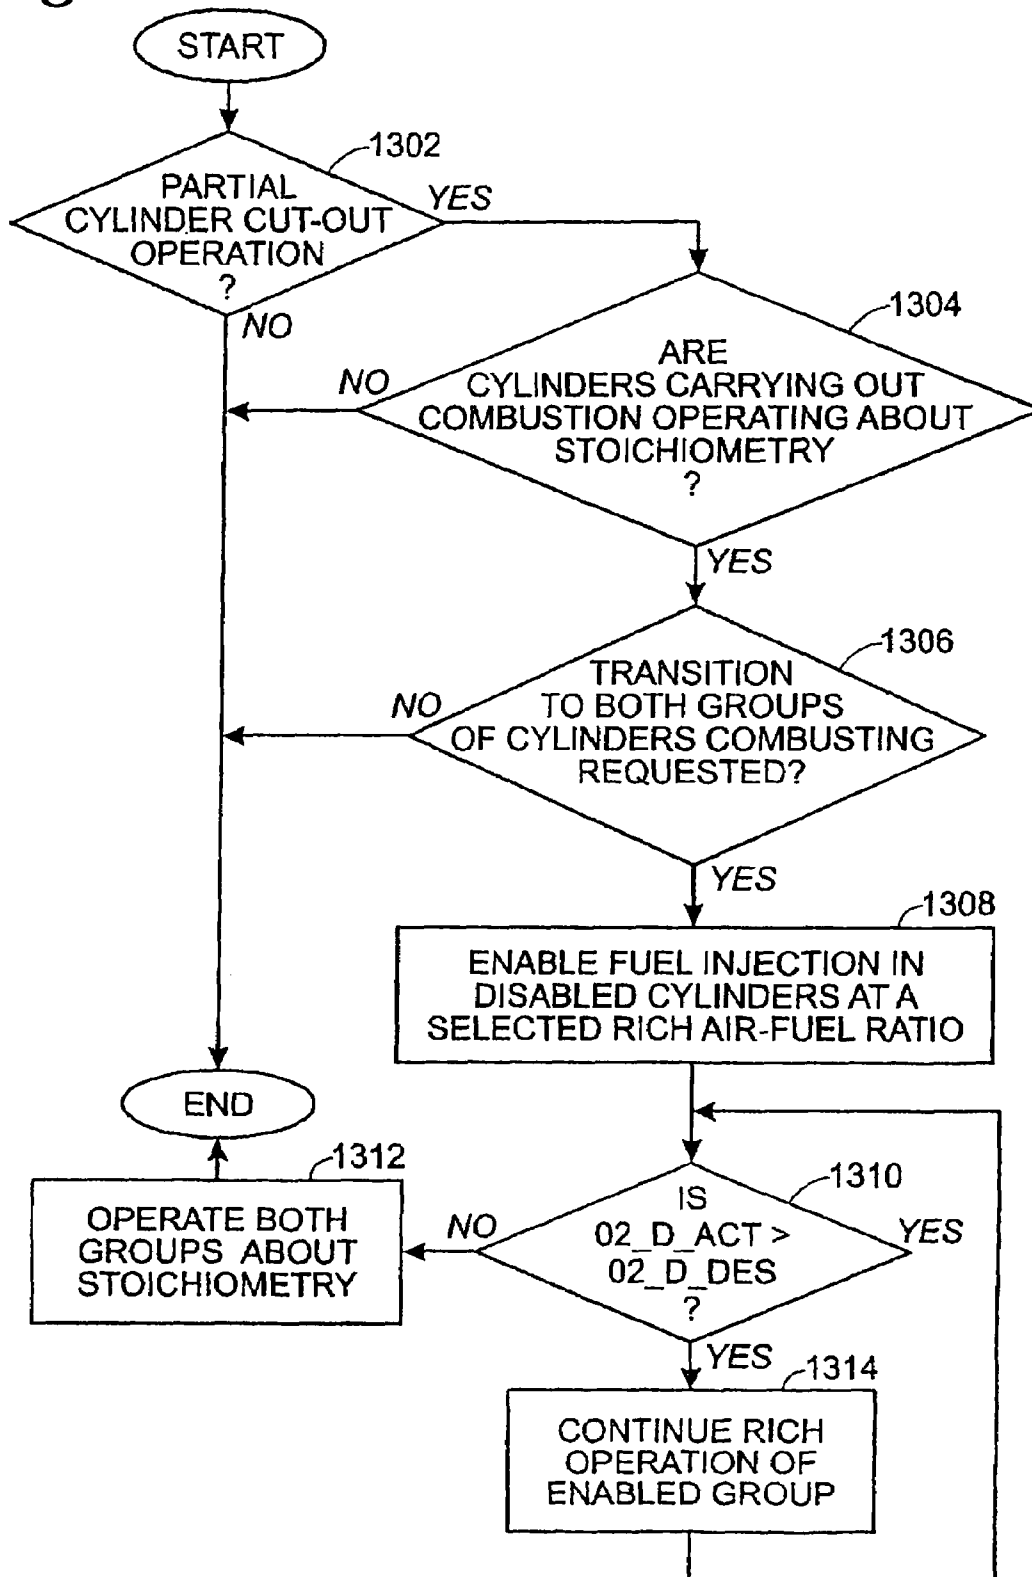 START
1302
PARTIAL
CYLINDER CUT-OUT
OPERATION
?
YES
NO
1304
ARE
CYLINDERS CARRYING OUT
COMBUSTION OPERATING ABOUT
STOICHIOMETRY
?
NO
YES
1306
TRANSITION
TO BOTH GROUPS
OF CYLINDERS COMBUSTING
REQUESTED?
NO
YES
1308
ENABLE FUEL INJECTION IN
DISABLED CYLINDERS AT A
SELECTED RICH AIR-FUEL RATIO
END
1312
OPERATE BOTH
GROUPS ABOUT
STOICHIOMETRY
1310
IS
02_D_ACT >
02_D_DES
?
NO
YES
YES
1314
CONTINUE RICH
OPERATION OF
ENABLED GROUP